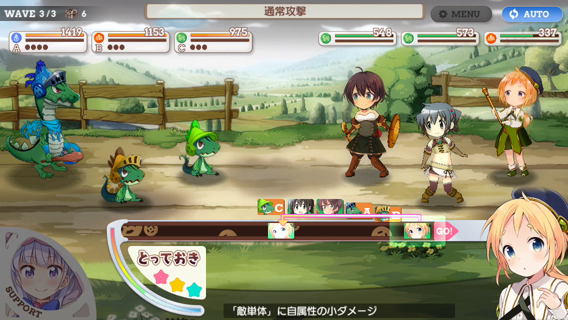 WAVE 3/3 6
通常攻撃
MENU
AUTO
1419
A
1153
B
975
C
548
573
337
C
A
B
GO!
とっておき
SUPPORT
「敵単体」に自属性の小ダメージ